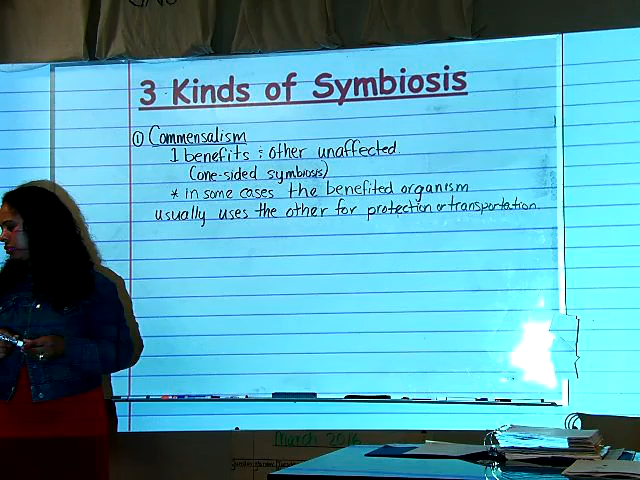 3 Kinds of Symbiosis
① Commensalism
1 benefits ; other unaffected.
(one-sided symbiosis)
* in some cases the benefited organism
usually uses the other for protection or transportation.
March 2016